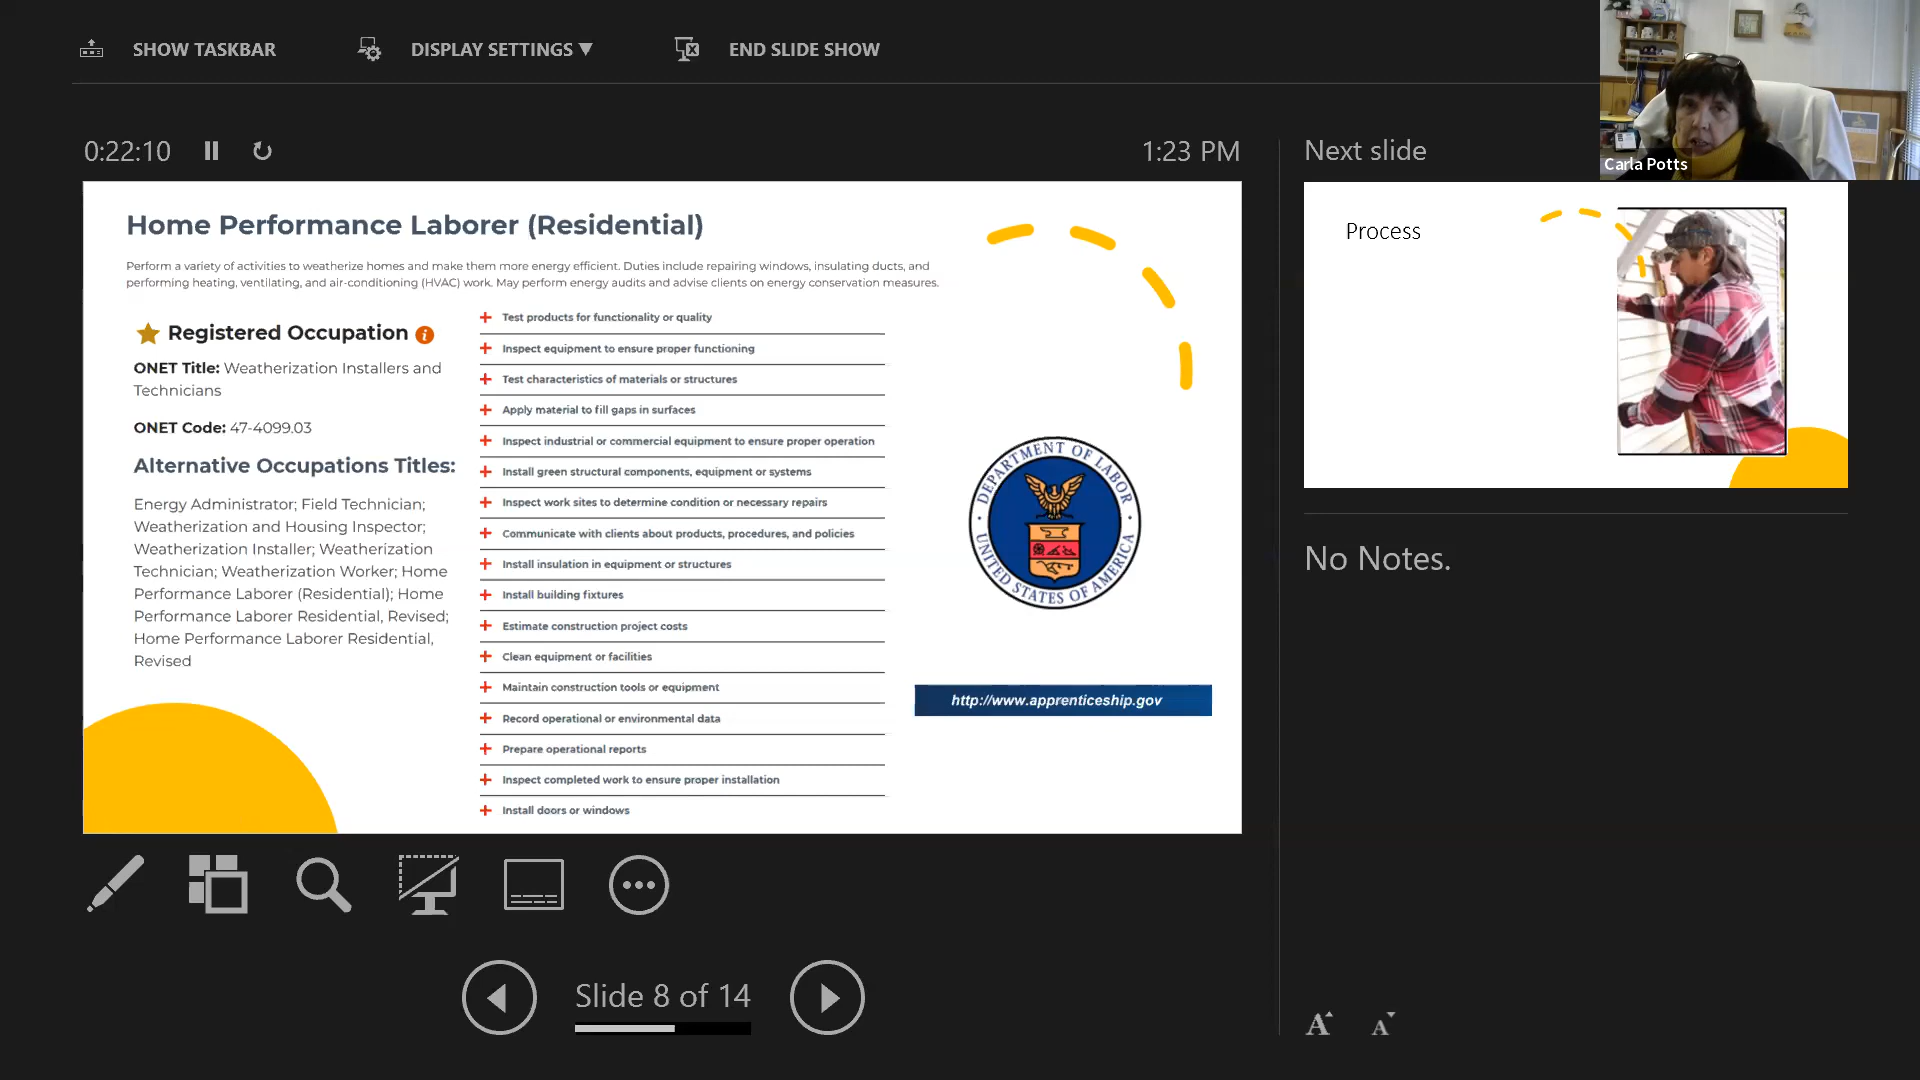 SHOW TASKBAR
DISPLAY SETTINGS ▼
END SLIDE SHOW
Carla Potts
0:22:10
1:23 PM
Next slide
Home Performance Laborer (Residential)
Perform a variety of activities to weatherize homes and make them more energy efficient. Duties include repairing windows, insulating ducts, and
performing heating, ventilating, and air-conditioning (HVAC) work. May perform energy audits and advise clients on energy conservation measures.
Registered Occupation
ONET Title: Weatherization Installers and
Technicians
ONET Code: 47-4099.03
Alternative Occupations Titles:
Energy Administrator; Field Technician;
Weatherization and Housing Inspector;
Weatherization Installer; Weatherization
Technician; Weatherization Worker; Home
Performance Laborer (Residential); Home
Performance Laborer Residential, Revised;
Home Performance Laborer Residential,
Revised
+ Test products for functionality or quality
+ Inspect equipment to ensure proper functioning
+ Test characteristics of materials or structures
+ Apply material to fill gaps in surfaces
+ Inspect industrial or commercial equipment to ensure proper operation
+ Install green structural components, equipment or systems
+ Inspect work sites to determine condition or necessary repairs
+ Communicate with clients about products, procedures, and policies
+ Install insulation in equipment or structures
+ Install building fixtures
+ Estimate construction project costs
+ Clean equipment or facilities
+ Maintain construction tools or equipment
+ Record operational or environmental data
+ Prepare operational reports
+ Inspect completed work to ensure proper installation
+ Install doors or windows
DEPARTMENT OF LABOR
UNITED STATES OF AMERICA
http://www.apprenticeship.gov
Process
No Notes.
Slide 8 of 14
A A